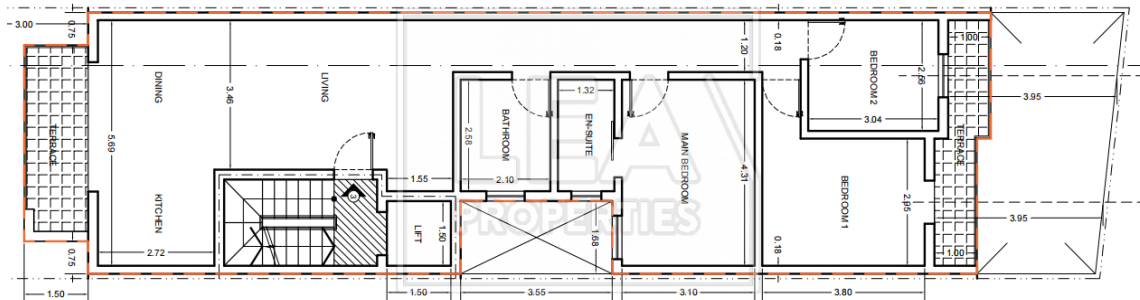 3.00
0.75
TERRACE
DINING
LIVING
3.46
5.69
KITCHEN
2.72
0.75
1.50
3
1.55
LIFT
1.50
1.50
BATHROOM
2.58
2.10
1.32
EN-SUITE
1.68
3.55
MAIN BEDROOM
4.31
3.10
1.20
0.18
BEDROOM 2
2.66
3.04
BEDROOM 1
2.95
0.18
3.80
1.00
TERRACE
1.00
3.95
3.95
LEA
PROPERTIES